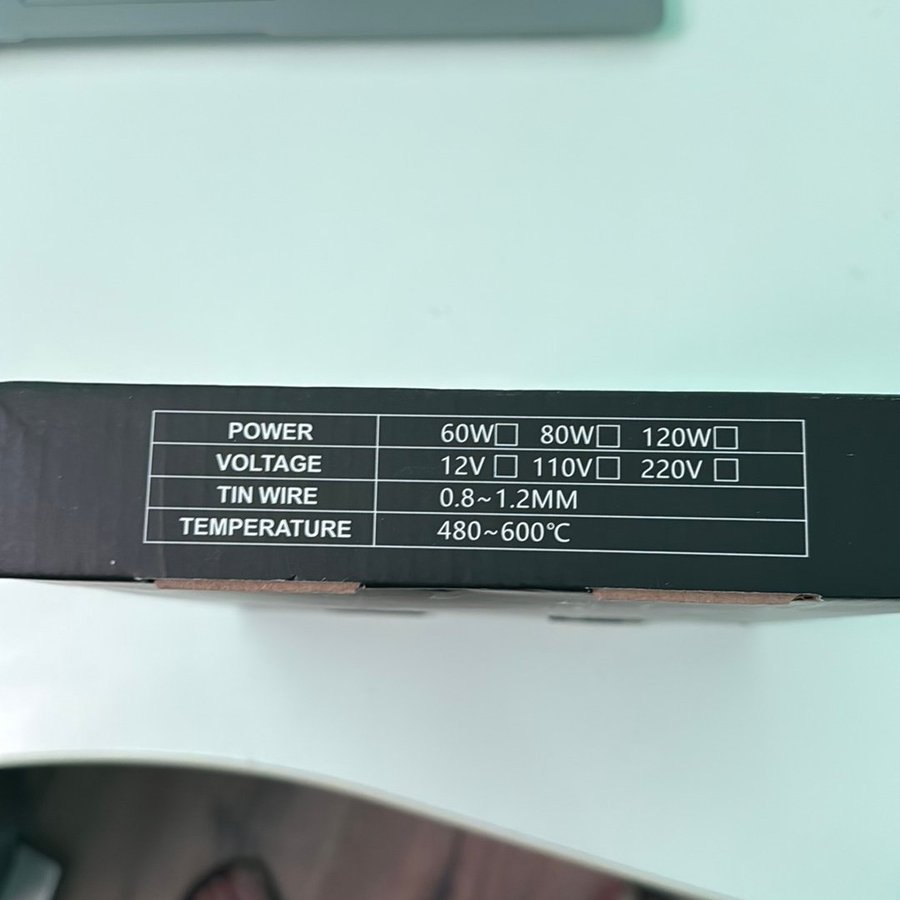 POWER 60W□ 80W□ 120W□
VOLTAGE 12V □ 110V□ 220V □
TIN WIRE 0.8~1.2MM
TEMPERATURE 480~600℃